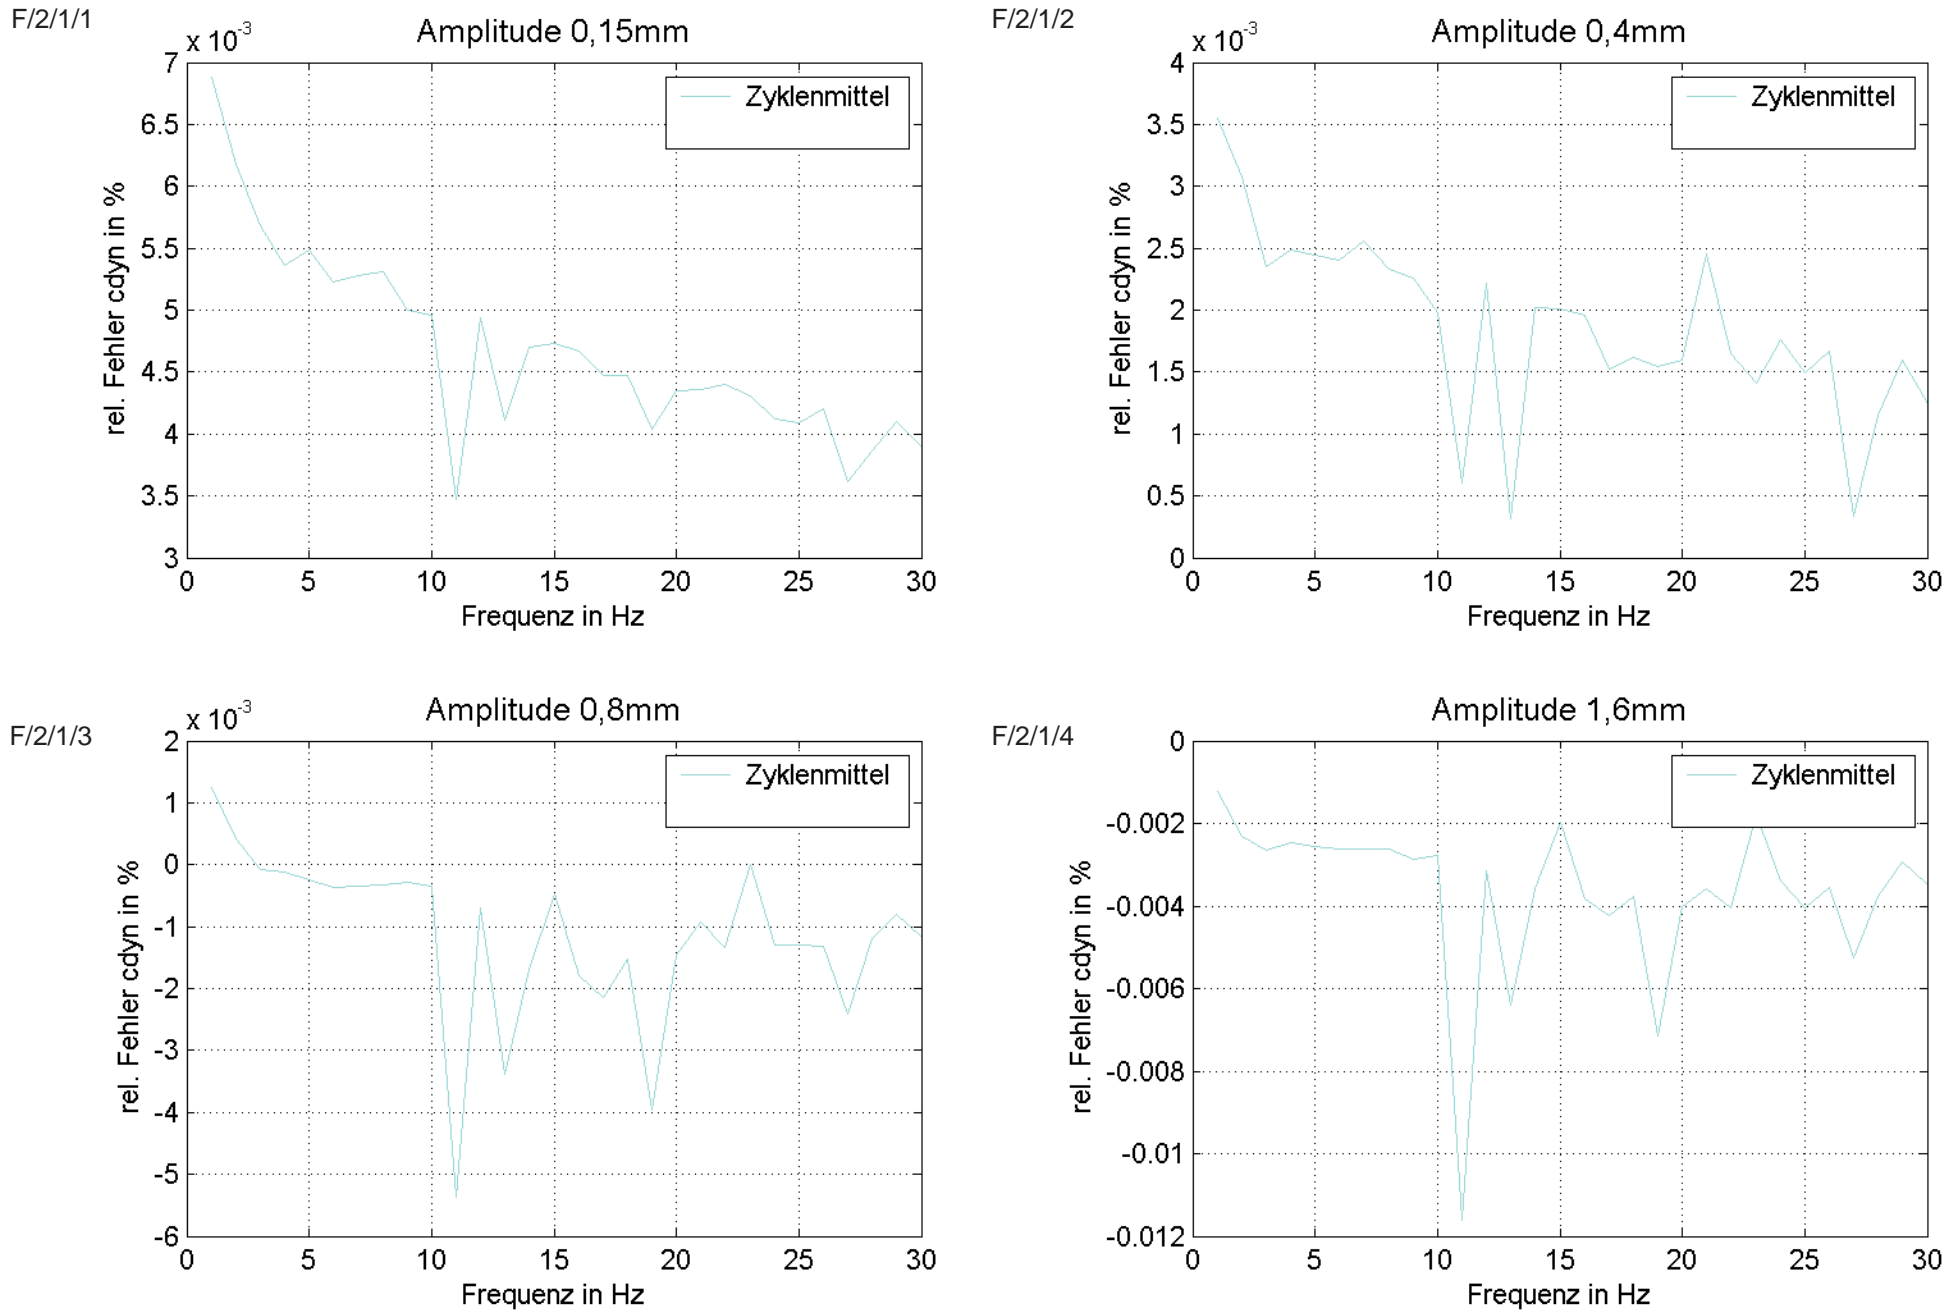 F/2/1/1
Amplitude 0,15mm
x 10-3
7
6.5
6
5.5
5
4.5
4
3.5
3
0 5 10 15 20 25 30
rel. Fehler cdyn in %
Frequenz in Hz
Zyklenmittel
F/2/1/2
Amplitude 0,4mm
x 10-3
4
3.5
3
2.5
2
1.5
1
0.5
0
0 5 10 15 20 25 30
rel. Fehler cdyn in %
Frequenz in Hz
Zyklenmittel
F/2/1/3
Amplitude 0,8mm
x 10-3
2
1
0
-1
-2
-3
-4
-5
-6
0 5 10 15 20 25 30
rel. Fehler cdyn in %
Frequenz in Hz
Zyklenmittel
F/2/1/4
Amplitude 1,6mm
0
-0.002
-0.004
-0.006
-0.008
-0.01
-0.012
0 5 10 15 20 25 30
rel. Fehler cdyn in %
Frequenz in Hz
Zyklenmittel